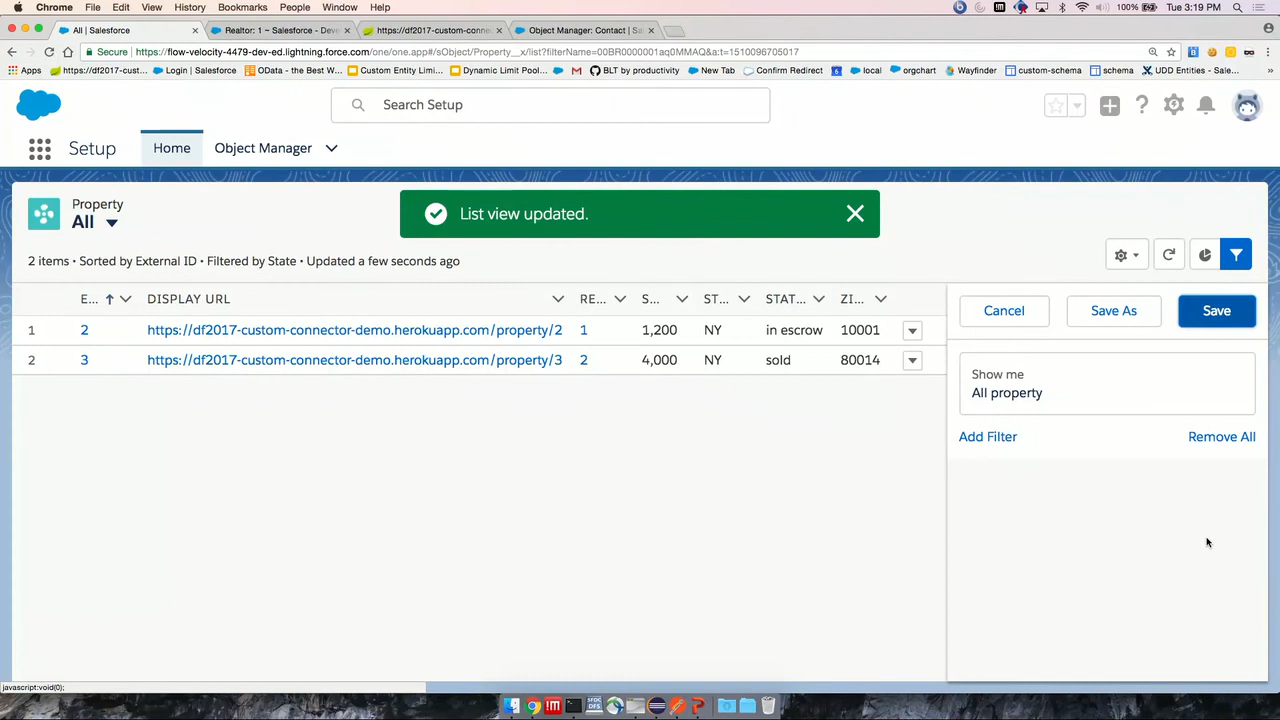 Chrome File Edit View History Bookmarks People Window Help 100% Tue 3:19 PM
All | Salesforce Realtor: 1 ~ Salesforce - Deve https://df2017-custom-conne Object Manager: Contact | Sa
Secure https://flow-velocity-4479-dev-ed.lightning.force.com/one/one.app#/sObject/Property__x/list?filterName=00BR0000001aq0MMAQ&a:t=1510096705017
Apps https://df2017-cust... Login | Salesforce OData - the Best W... Custom Entity Limi... Dynamic Limit Pool... BLT by productivity New Tab Confirm Redirect local orgchart Wayfinder custom-schema schema UDD Entities - Sale...
Search Setup
Setup Home Object Manager
Property
All
List view updated.
2 items • Sorted by External ID • Filtered by State • Updated a few seconds ago
E... DISPLAY URL RE... S... ST... STAT... ZI...
1 2 https://df2017-custom-connector-demo.herokuapp.com/property/2 1 1,200 NY in escrow 10001
2 3 https://df2017-custom-connector-demo.herokuapp.com/property/3 2 4,000 NY sold 80014
Cancel Save As Save
Show me
All property
Add Filter Remove All
javascript:void(0);